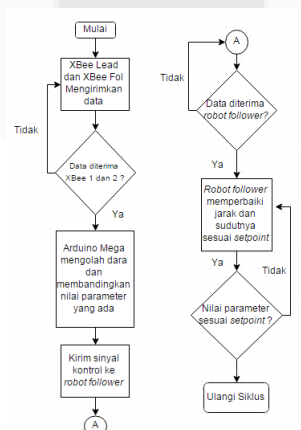 Mulai
XBee Lead
dan XBee Fol
Mengirimkan
data
Tidak
Data diterima
XBee 1 dan 2 ?
Ya
Arduino Mega
mengolah dara
dan
membandingkan
nilai parameter
yang ada
Kirim sinyal
kontrol ke
robot follower
A
A
Tidak
Data diterima
robot follower?
Ya
Robot follower
memperbaiki
jarak dan
sudutnya
sesuai setpoint
Ya
Tidak
Nilai parameter
sesuai setpoint ?
Ulangi Siklus